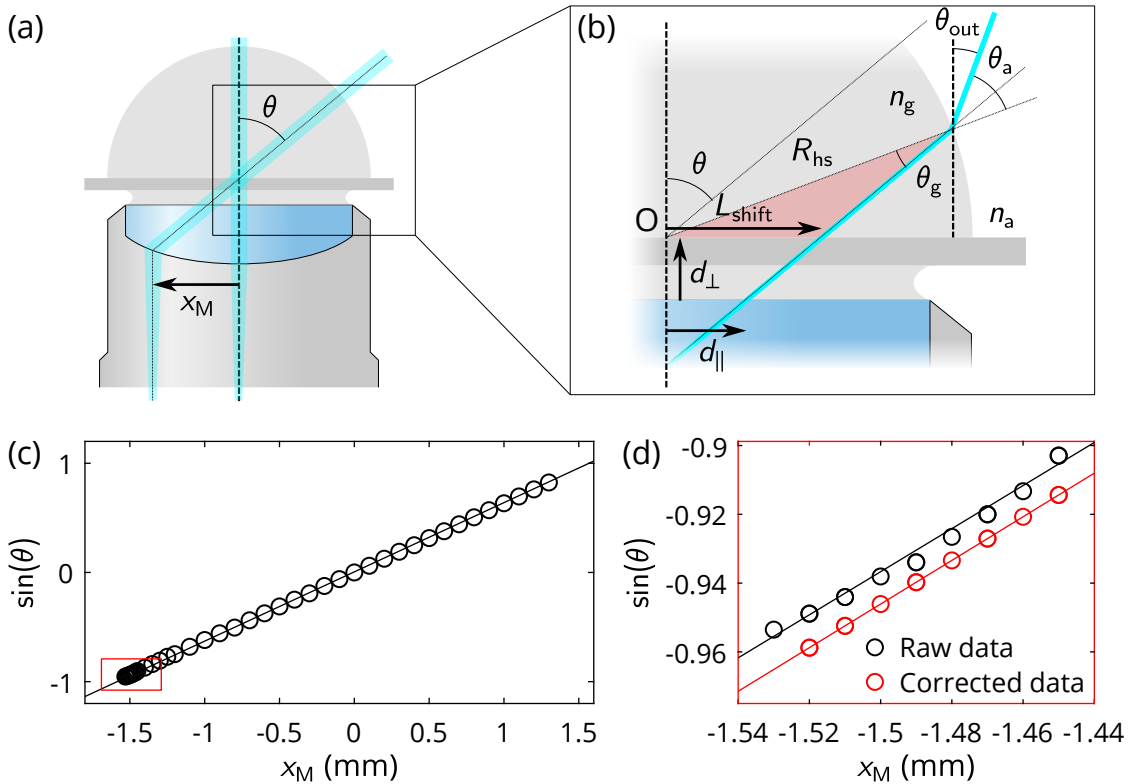 (a)
θ
x_M
(b)
θ_out
θ_a
n_g
R_hs
θ
θ_g
L_shift
O
n_a
d_⊥
d_||
(c)
sin(θ)
1
0
-1
-1.5 -1 -0.5 0 0.5 1 1.5
x_M (mm)
(d)
sin(θ)
-0.9
-0.92
-0.94
-0.96
Raw data
Corrected data
-1.54 -1.52 -1.5 -1.48 -1.46 -1.44
x_M (mm)